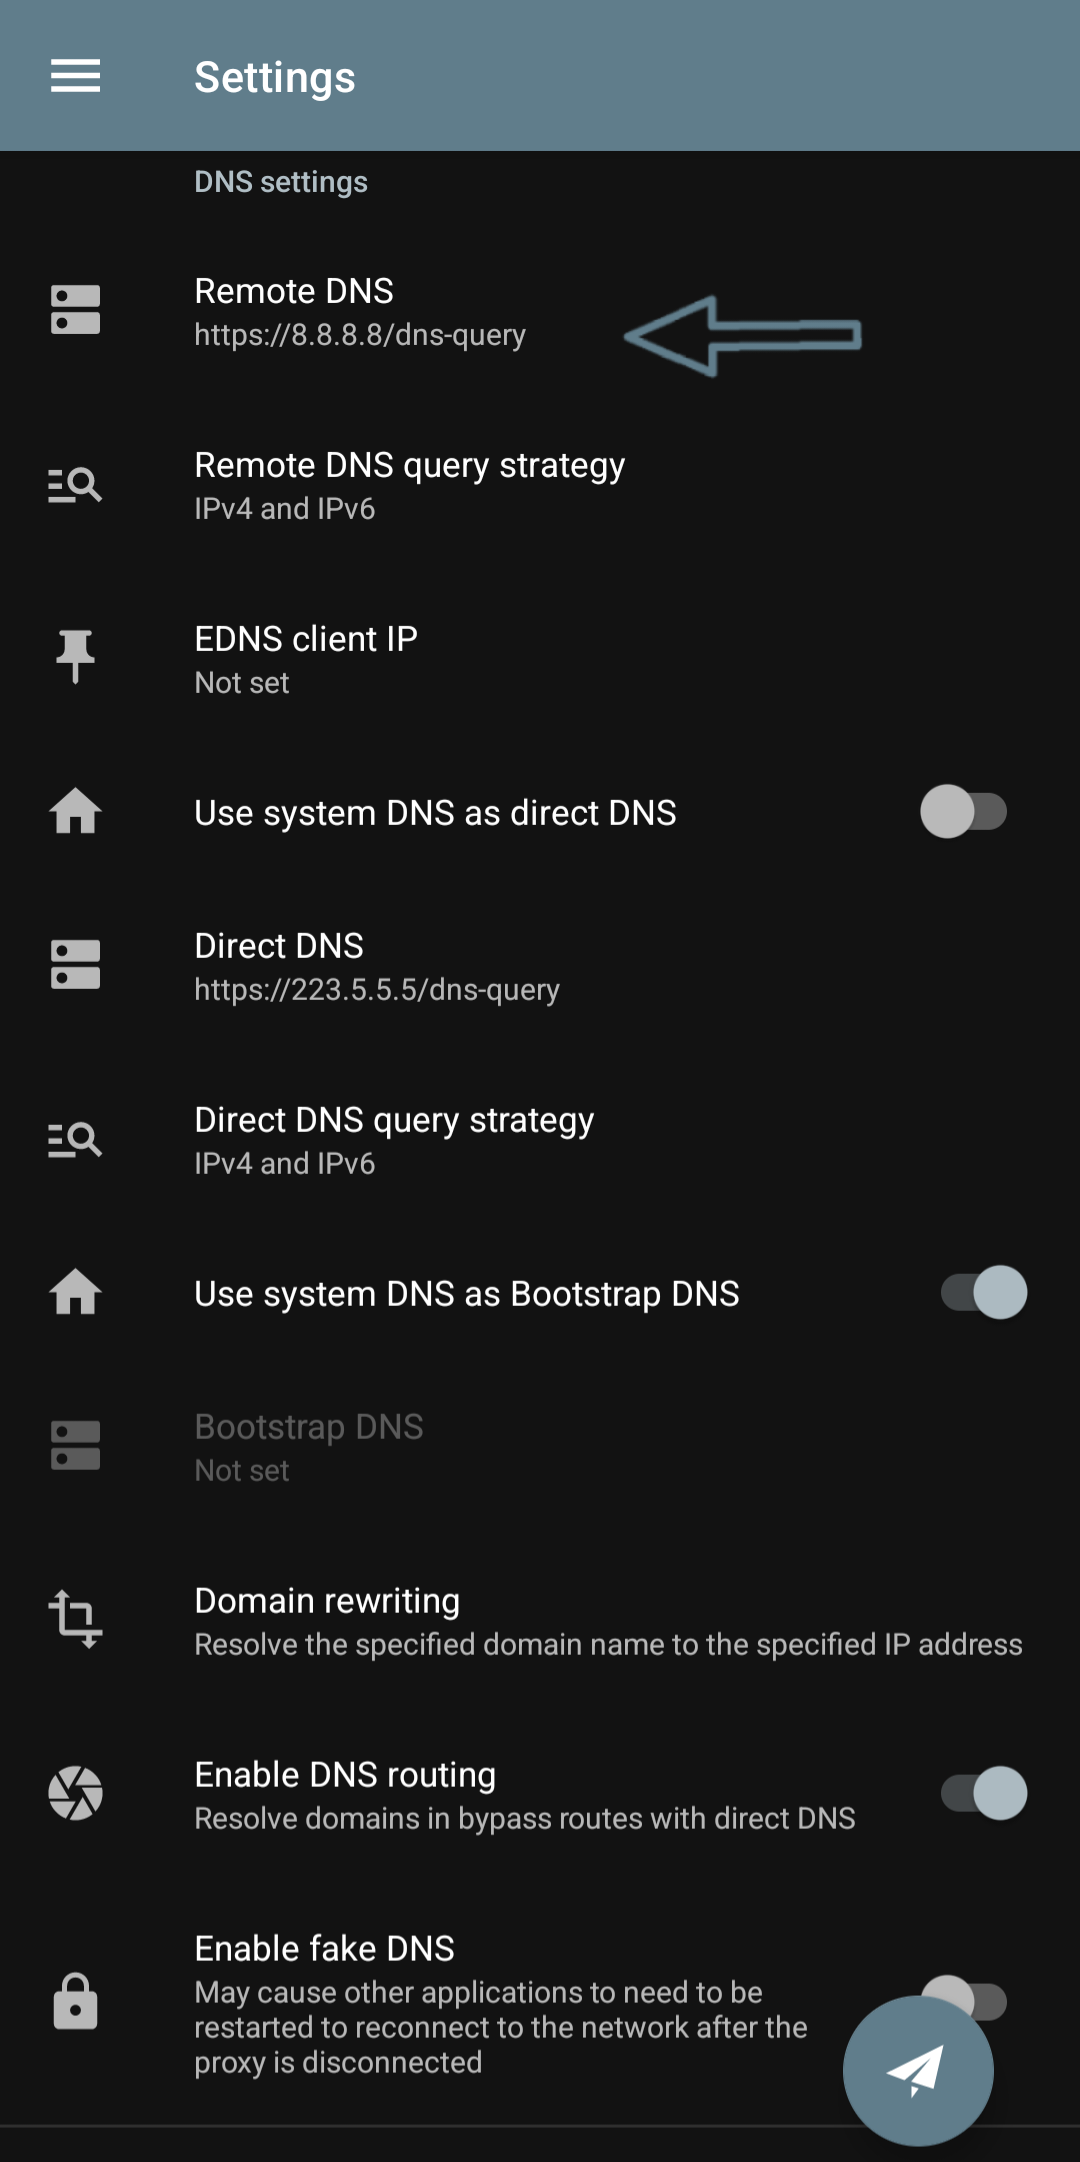 Settings
DNS settings
Remote DNS
https://8.8.8.8/dns-query
Remote DNS query strategy
IPv4 and IPv6
EDNS client IP
Not set
Use system DNS as direct DNS
Direct DNS
https://223.5.5.5/dns-query
Direct DNS query strategy
IPv4 and IPv6
Use system DNS as Bootstrap DNS
Bootstrap DNS
Not set
Domain rewriting
Resolve the specified domain name to the specified IP address
Enable DNS routing
Resolve domains in bypass routes with direct DNS
Enable fake DNS
May cause other applications to need to be
restarted to reconnect to the network after the
proxy is disconnected